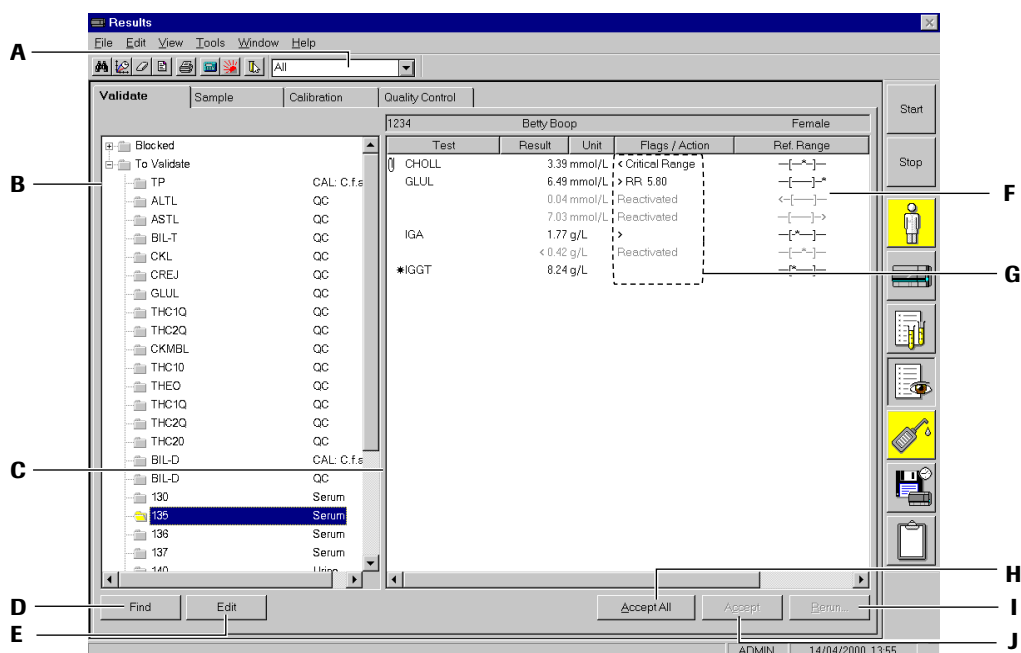 Results
File Edit View Tools Window Help
A
All
Validate Sample Calibration Quality Control
Start
1234 Betty Boop Female
Test Result Unit Flags / Action Ref. Range
Blocked
To Validate
B
TP CAL: C.f.s
ALTL QC
ASTL QC
BIL-T QC
CKL QC
CREJ QC
GLUL QC
THC1Q QC
THC2Q QC
CKMBL QC
THC10 QC
THEO QC
THC1Q QC
THC2Q QC
THC20 QC
BIL-D CAL: C.f.s
C
BIL-D QC
130 Serum
135 Serum
136 Serum
137 Serum
140 Urine
CHOLL 3.39 mmol/L < Critical Range —[—*–]—
GLUL 6.49 mmol/L > RR 5.80 —[——]–*
0.04 mmol/L Reactivated <–[——]—
7.03 mmol/L Reactivated —[——]–>
IGA 1.77 g/L > —[-*—]—
< 0.42 g/L Reactivated —[–*–]—
*IGGT 8.24 g/L —[*—]—
Stop
F
G
H
D
Find Edit Accept All Accept Rerun...
I
E
J
ADMIN 14/04/2000 13:55